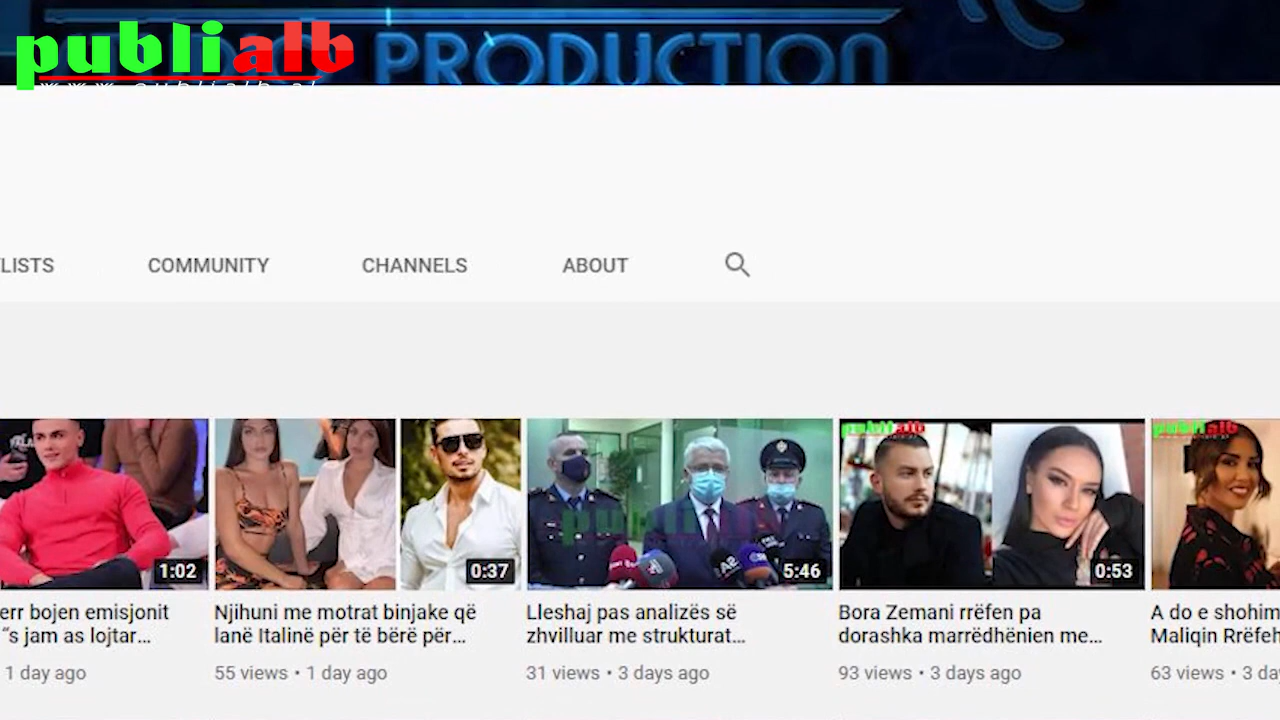 publialb
PRODUCTION
LISTS
COMMUNITY
CHANNELS
ABOUT
publialb
publialb
publialb
1:02
0:37
5:46
0:53
err bojen emisjonit
“s jam as lojtar...
1 day ago
Njihuni me motrat binjake që
lanë Italinë për të bërë për...
55 views • 1 day ago
Lleshaj pas analizës së
zhvilluar me strukturat...
31 views • 3 days ago
Bora Zemani rrëfen pa
dorashka marrëdhënien me...
93 views • 3 days ago
A do e shohim
Maliqin Rrëfeh
63 views • 3 da